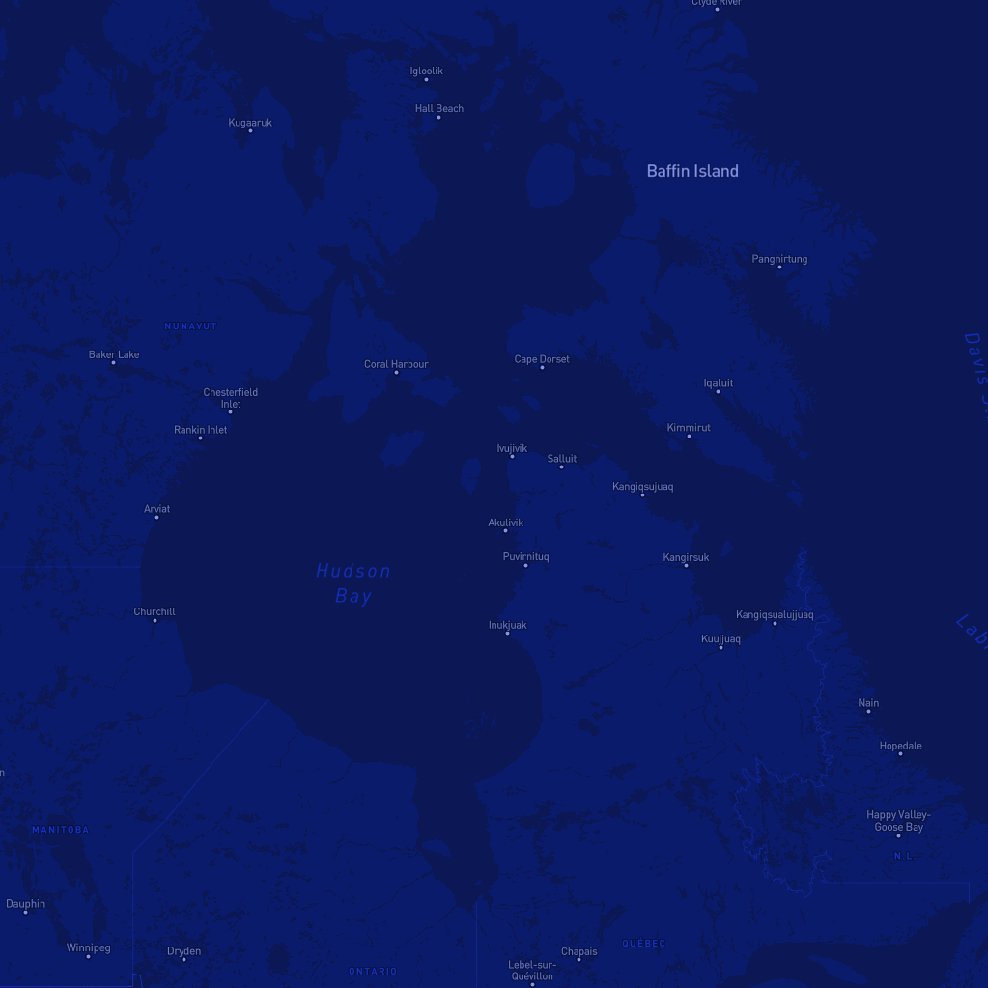 Clyde River
Igloolik
Hall Beach
Kugaaruk
Baffin Island
Pangnirtung
NUNAVUT
Baker Lake
Coral Harbour
Cape Dorset
Iqaluit
Chesterfield
Inlet
Rankin Inlet
Kimmirut
Ivujivik
Salluit
Kangiqsujuaq
Arviat
Akulivik
Puvirnituq
Kangirsuk
Hudson
Bay
Churchill
Inukjuak
Kangiqsualujjuaq
Kuujjuaq
Nain
Hopedale
MANITOBA
Happy Valley-
Goose Bay
N.L.
Dauphin
Winnipeg
Dryden
Chapais
QUÉBEC
ONTARIO
Lebel-sur-
Quévillon
Davis